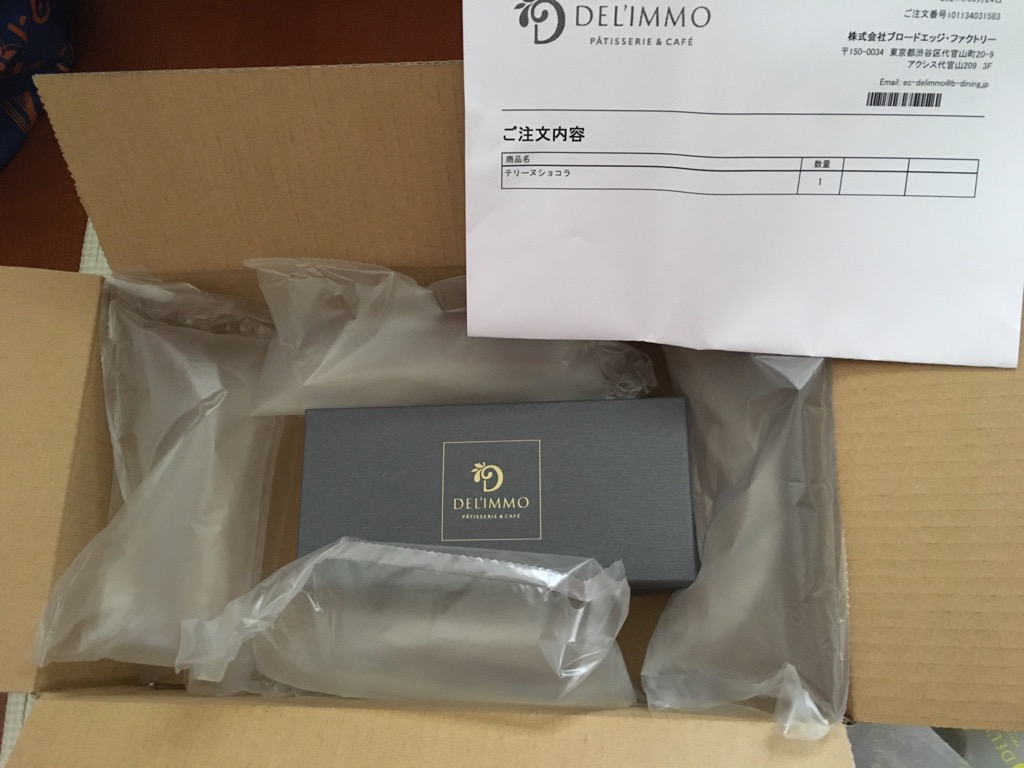 DEL'IMMO
PÂTISSERIE & CAFÉ
ご注文番号101134031583
株式会社ブロードエッジ・ファクトリー
〒150-0034 東京都渋谷区代官山町20-9
アクシス代官山209 3F
Email: ec-delimmo@b-dining.jp
ご注文内容
商品名 数量
テリーヌショコラ 1
DEL'IMMO
PÂTISSERIE & CAFÉ